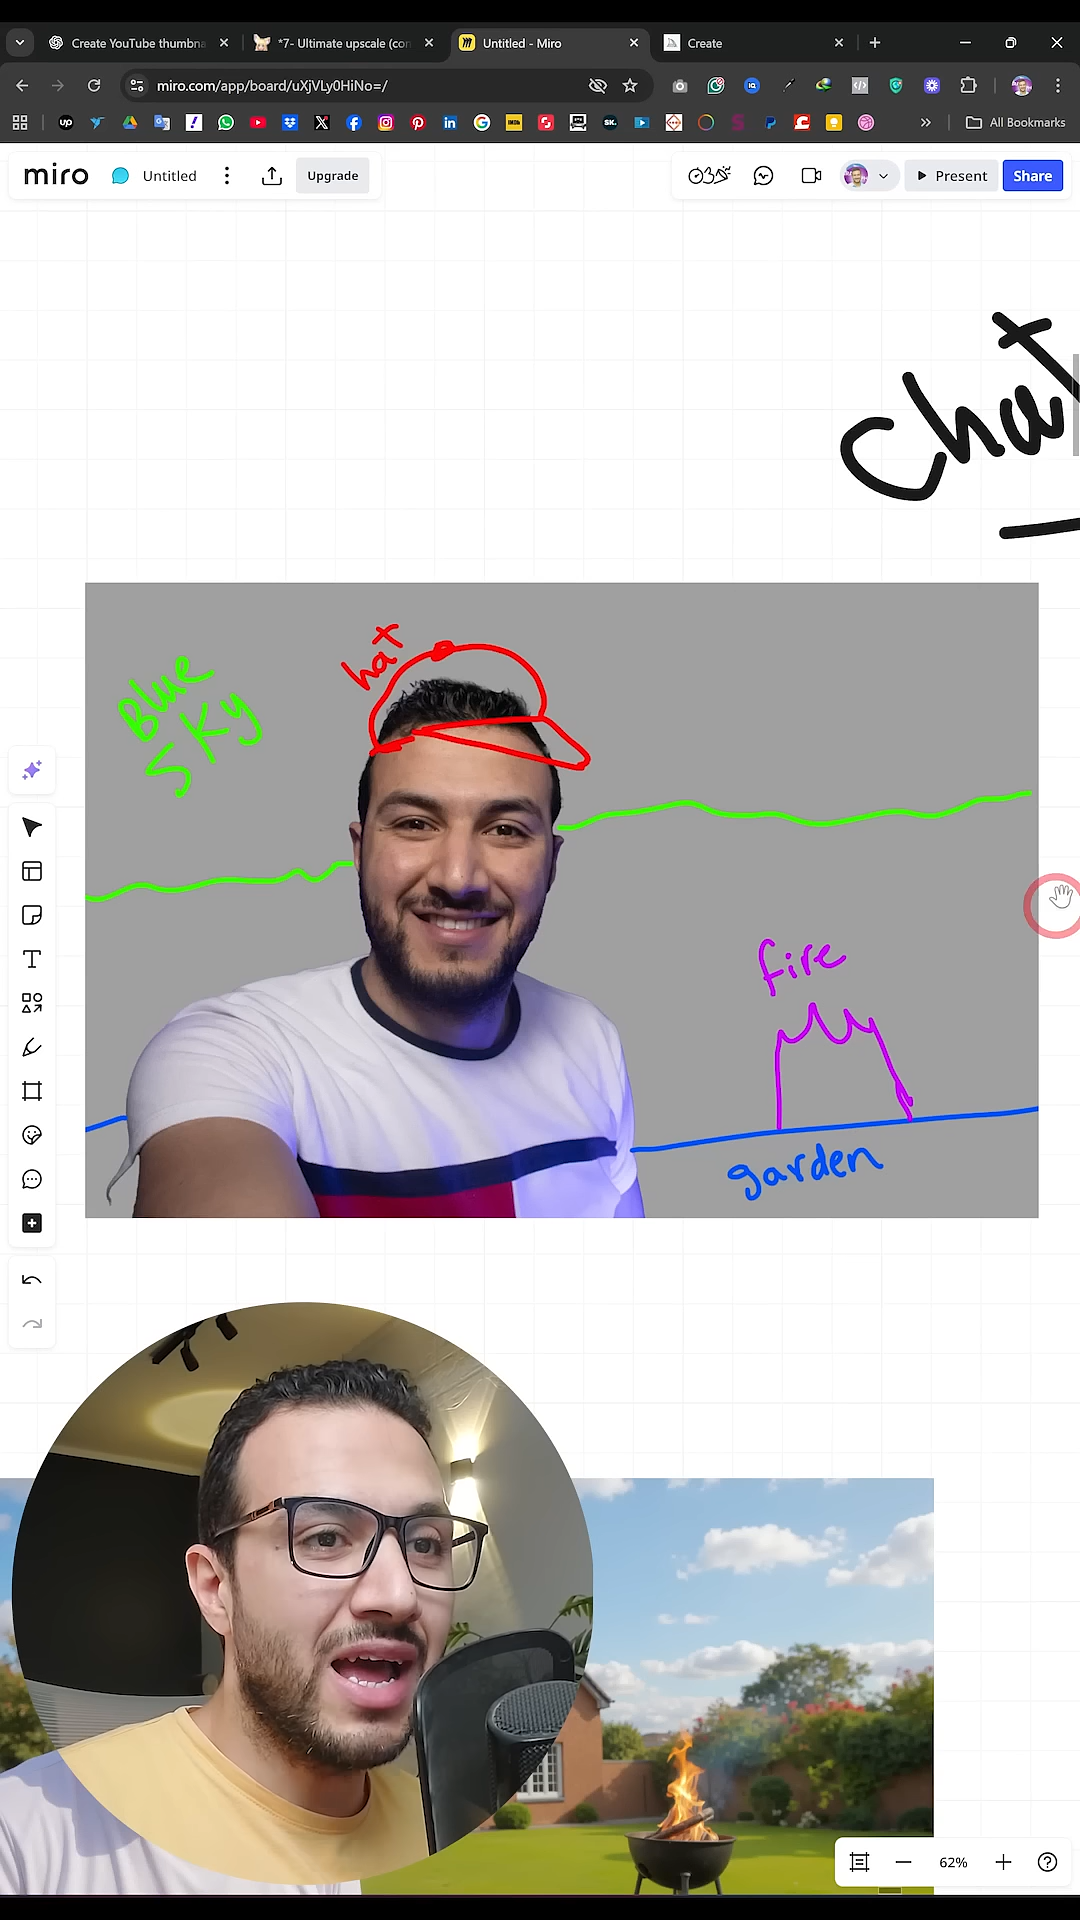 Create YouTube thumbna
*7- Ultimate upscale (con
Untitled - Miro
Create
miro.com/app/board/uXjVLy0HiNo=/
All Bookmarks
miro
Untitled
Upgrade
Present
Share
chat
hat
Blue
Sky
fire
garden
62%